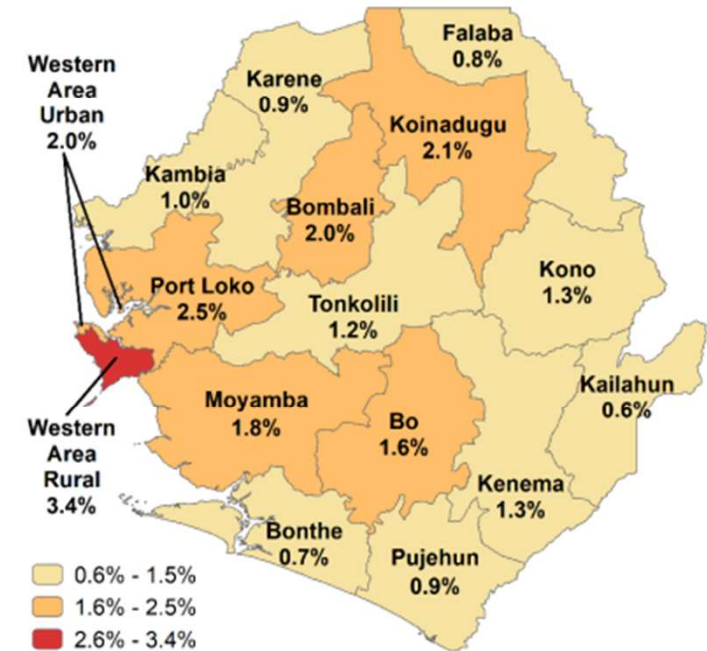 Falaba
0.8%
Western
Area
Urban
2.0%
Karene
0.9%
Koinadugu
2.1%
Kambia
1.0%
Bombali
2.0%
Kono
1.3%
Port Loko
2.5%
Tonkolili
1.2%
Kailahun
0.6%
Moyamba
1.8%
Bo
1.6%
Western
Area
Rural
3.4%
Kenema
1.3%
Bonthe
0.7%
Pujehun
0.9%
0.6% - 1.5%
1.6% - 2.5%
2.6% - 3.4%